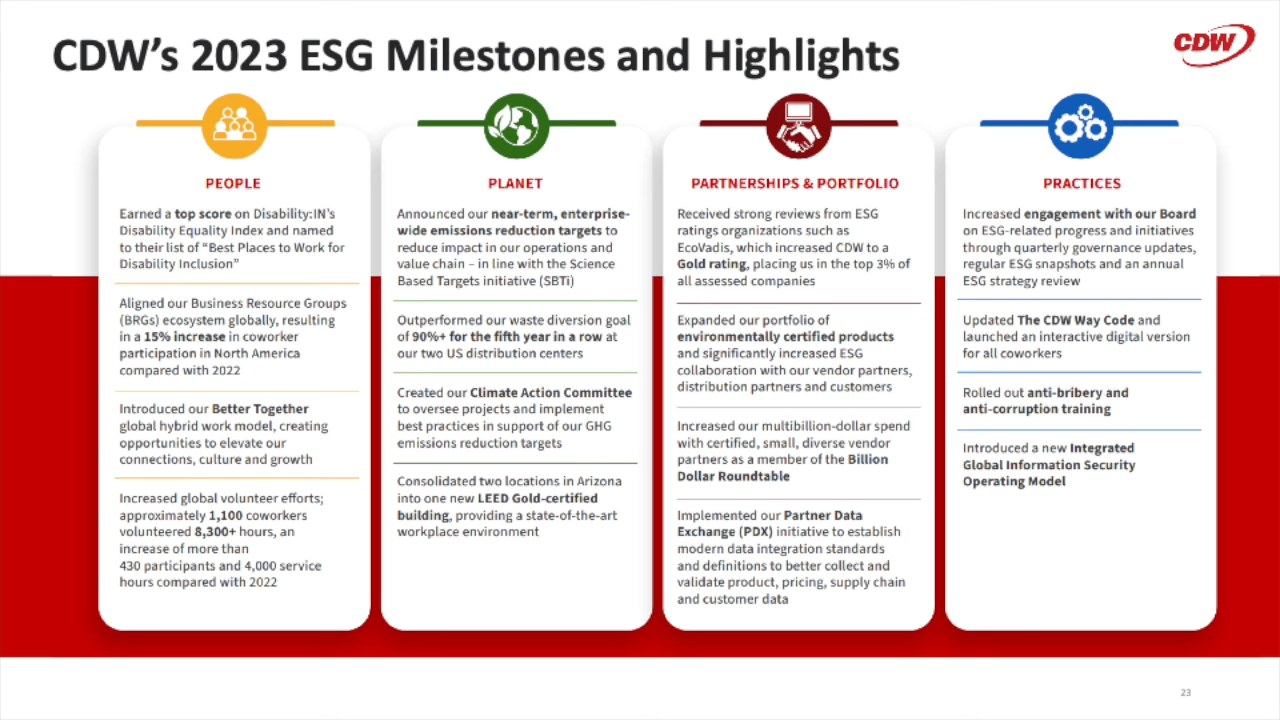 CDW's 2023 ESG Milestones and Highlights
CDW
PEOPLE
Earned a top score on Disability:IN's
Disability Equality Index and named
to their list of "Best Places to Work for
Disability Inclusion"
Aligned our Business Resource Groups
(BRGs) ecosystem globally, resulting
in a 15% increase in coworker
participation in North America
compared with 2022
Introduced our Better Together
global hybrid work model, creating
opportunities to elevate our
connections, culture and growth
Increased global volunteer efforts;
approximately 1,100 coworkers
volunteered 8,300+ hours, an
increase of more than
430 participants and 4,000 service
hours compared with 2022
PLANET
Announced our near-term, enterprise-
wide emissions reduction targets to
reduce impact in our operations and
value chain – in line with the Science
Based Targets initiative (SBTi)
Outperformed our waste diversion goal
of 90%+ for the fifth year in a row at
our two US distribution centers
Created our Climate Action Committee
to oversee projects and implement
best practices in support of our GHG
emissions reduction targets
Consolidated two locations in Arizona
into one new LEED Gold-certified
building, providing a state-of-the-art
workplace environment
PARTNERSHIPS & PORTFOLIO
Received strong reviews from ESG
ratings organizations such as
EcoVadis, which increased CDW to a
Gold rating, placing us in the top 3% of
all assessed companies
Expanded our portfolio of
environmentally certified products
and significantly increased ESG
collaboration with our vendor partners,
distribution partners and customers
Increased our multibillion-dollar spend
with certified, small, diverse vendor
partners as a member of the Billion
Dollar Roundtable
Implemented our Partner Data
Exchange (PDX) initiative to establish
modern data integration standards
and definitions to better collect and
validate product, pricing, supply chain
and customer data
PRACTICES
Increased engagement with our Board
on ESG-related progress and initiatives
through quarterly governance updates,
regular ESG snapshots and an annual
ESG strategy review
Updated The CDW Way Code and
launched an interactive digital version
for all coworkers
Rolled out anti-bribery and
anti-corruption training
Introduced a new Integrated
Global Information Security
Operating Model
23